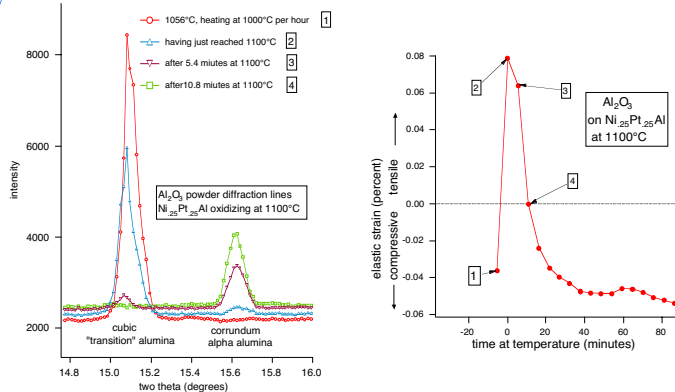 1056°C, heating at 1000°C per hour 1
having just reached 1100°C 2
after 5.4 miutes at 1100°C 3
after10.8 miutes at 1100°C 4
8000
6000
4000
2000
intensity
Al2O3 powder diffraction lines
Ni.25Pt.25Al oxidizing at 1100°C
cubic
"transition" alumina
corrundum
alpha alumina
14.8 15.0 15.2 15.4 15.6 15.8 16.0
two theta (degrees)
0.08
0.06
0.04
0.02
0.00
-0.02
-0.04
-0.06
elastic strain (percent)
compressive tensile
2
3
4
1
Al2O3
on Ni.25Pt.25Al
at 1100°C
-20 0 20 40 60 80
time at temperature (minutes)